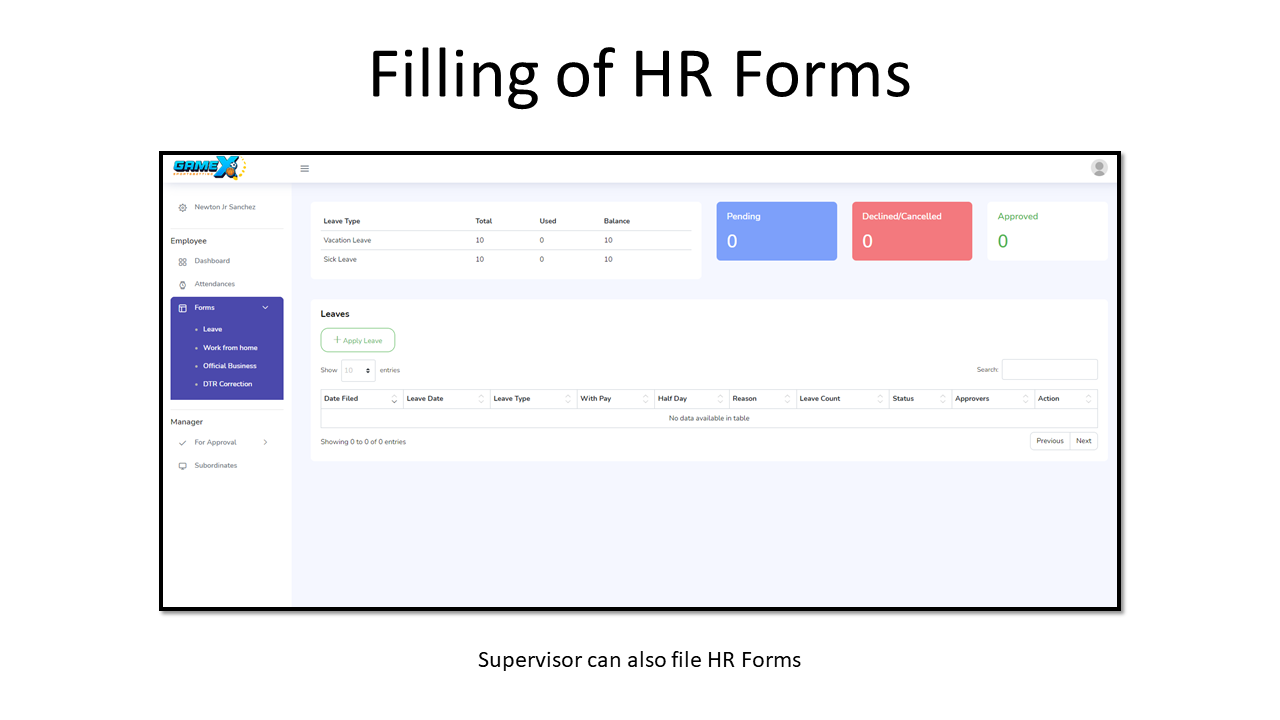 Filling of HR Forms
GAMEX
Newton Jr Sanchez
Employee
Dashboard
Attendances
Forms
Leave
Work from home
Official Business
DTR Correction
Manager
For Approval
Subordinates
Leave Type Total Used Balance
Vacation Leave 10 0 10
Sick Leave 10 0 10
Pending
0
Declined/Cancelled
0
Approved
0
Leaves
+ Apply Leave
Show 10 entries
Search:
Date Filed Leave Date Leave Type With Pay Half Day Reason Leave Count Status Approvers Action
No data available in table
Showing 0 to 0 of 0 entries
Previous Next
Supervisor can also file HR Forms